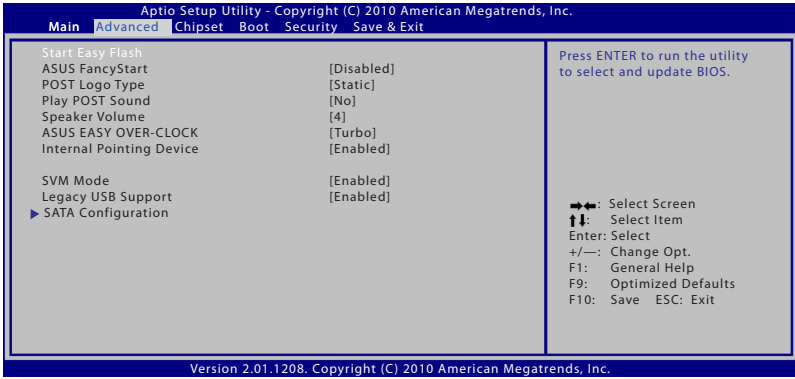 Aptio Setup Utility - Copyright (C) 2010 American Megatrends, Inc.
Main Advanced Chipset Boot Security Save & Exit
Start Easy Flash
ASUS FancyStart [Disabled]
POST Logo Type [Static]
Play POST Sound [No]
Speaker Volume [4]
ASUS EASY OVER-CLOCK [Turbo]
Internal Pointing Device [Enabled]
SVM Mode [Enabled]
Legacy USB Support [Enabled]
SATA Configuration
Press ENTER to run the utility
to select and update BIOS.
→←: Select Screen
↑↓: Select Item
Enter: Select
+/—: Change Opt.
F1: General Help
F9: Optimized Defaults
F10: Save ESC: Exit
Version 2.01.1208. Copyright (C) 2010 American Megatrends, Inc.